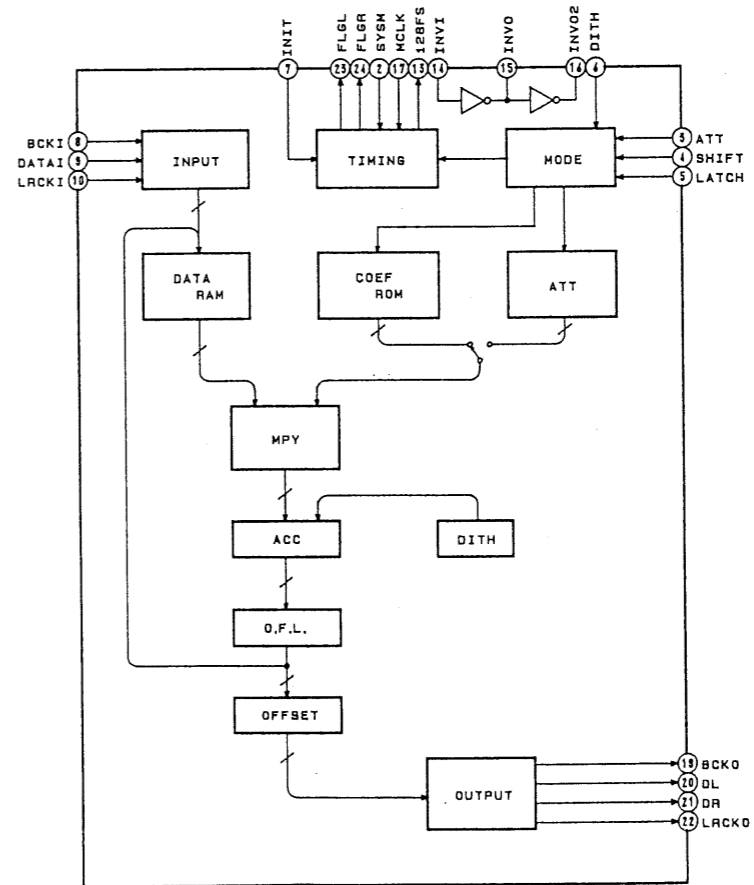 INIT
FLGL
FLGR
SYSM
MCLK
128FS
INVI
INVO
INVO2
DITH
7
23
24
2
17
13
14
15
16
6
BCKI 8
DATAI 9
LRCKI 10
INPUT
TIMING
MODE
5 ATT
4 SHIFT
5 LATCH
DATA
RAM
COEF
ROM
ATT
MPY
ACC
DITH
O.F.L.
OFFSET
OUTPUT
19 BCKO
20 DL
21 DR
22 LRCKO